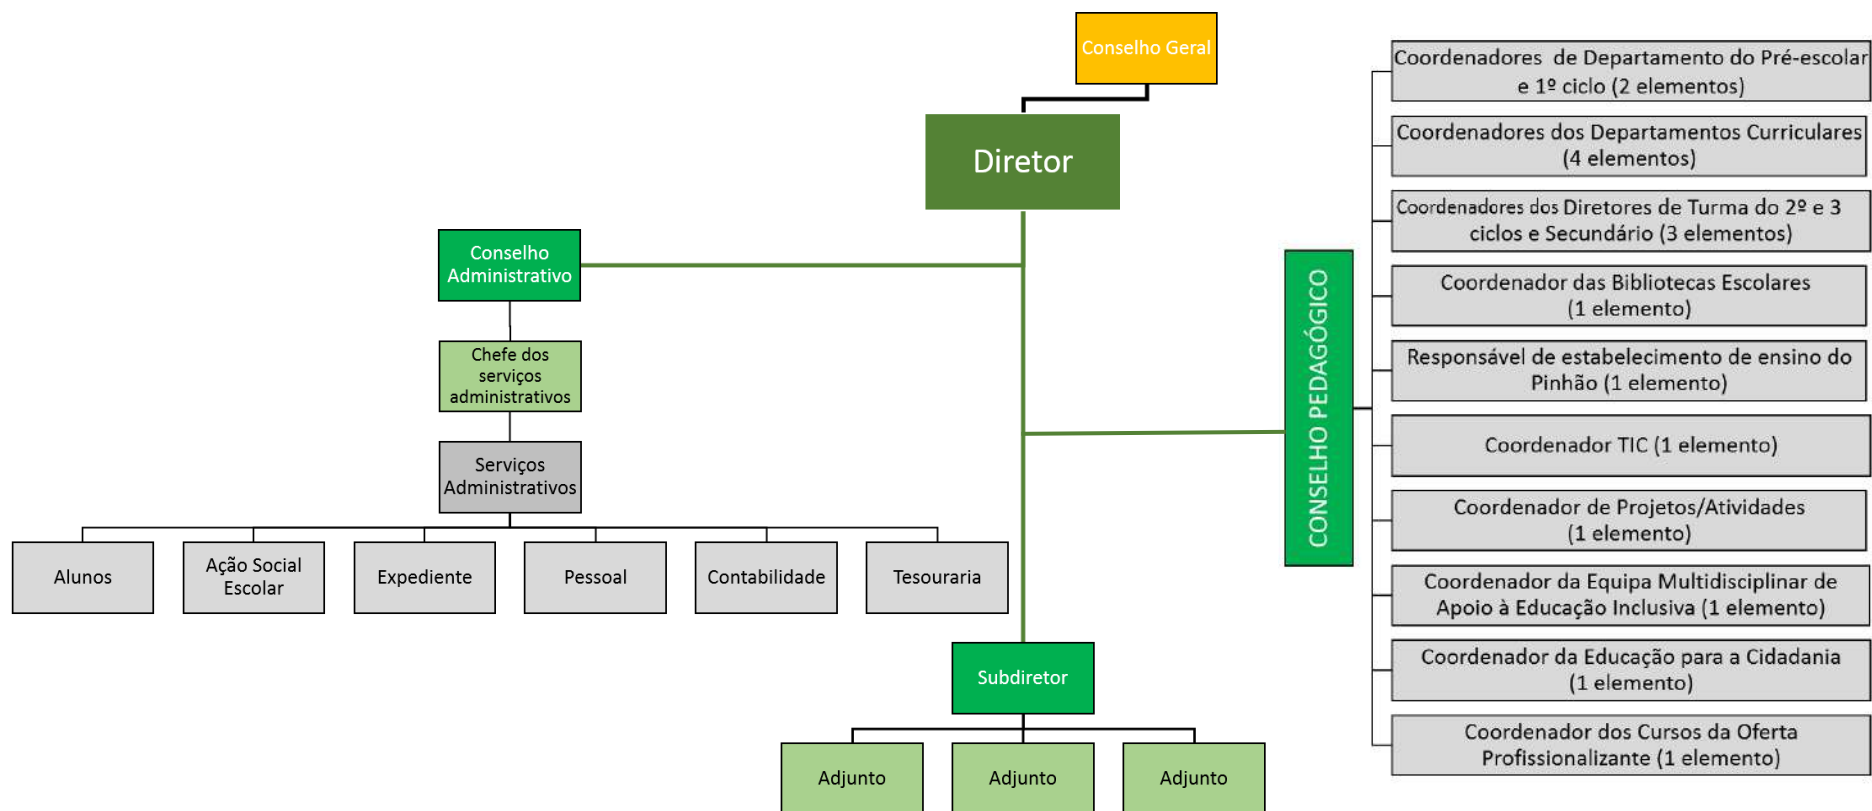 Conselho Geral
Diretor
Conselho
Administrativo
Chefe dos
serviços
administrativos
Serviços
Administrativos
Alunos
Ação Social
Escolar
Expediente
Pessoal
Contabilidade
Tesouraria
Subdiretor
Adjunto
Adjunto
Adjunto
CONSELHO PEDAGÓGICO
Coordenadores de Departamento do Pré-escolar
e 1º ciclo (2 elementos)
Coordenadores dos Departamentos Curriculares
(4 elementos)
Coordenadores dos Diretores de Turma do 2º e 3
ciclos e Secundário (3 elementos)
Coordenador das Bibliotecas Escolares
(1 elemento)
Responsável de estabelecimento de ensino do
Pinhão (1 elemento)
Coordenador TIC (1 elemento)
Coordenador de Projetos/Atividades
(1 elemento)
Coordenador da Equipa Multidisciplinar de
Apoio à Educação Inclusiva (1 elemento)
Coordenador da Educação para a Cidadania
(1 elemento)
Coordenador dos Cursos da Oferta
Profissionalizante (1 elemento)